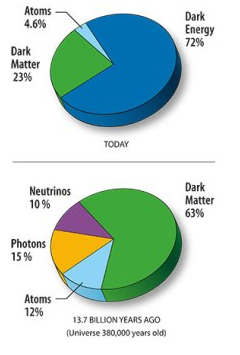 Atoms
4.6%
Dark
Energy
72%
Dark
Matter
23%
TODAY
Neutrinos
10 %
Dark
Matter
63%
Photons
15 %
Atoms
12%
13.7 BILLION YEARS AGO
(Universe 380,000 years old)